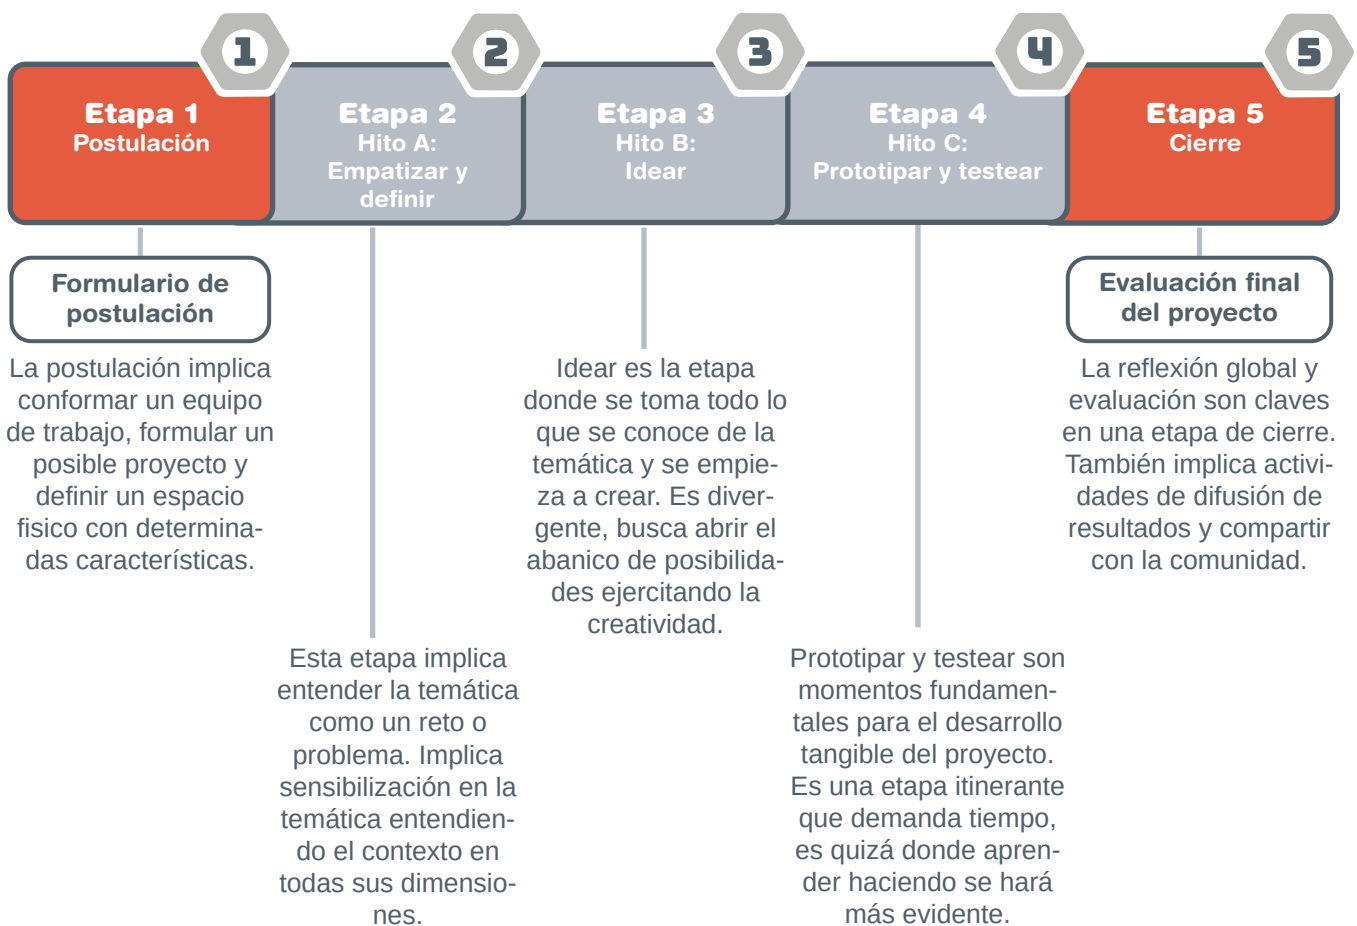 1
Etapa 1
Postulación
Formulario de
postulación
La postulación implica
conformar un equipo
de trabajo, formular un
posible proyecto y
definir un espacio
fisico con determina-
das características.
2
Etapa 2
Hito A:
Empatizar y
definir
Esta etapa implica
entender la temática
como un reto o
problema. Implica
sensibilización en la
temática entendien-
do el contexto en
todas sus dimensio-
nes.
3
Etapa 3
Hito B:
Idear
Idear es la etapa
donde se toma todo lo
que se conoce de la
temática y se empie-
za a crear. Es diver-
gente, busca abrir el
abanico de posibilida-
des ejercitando la
creatividad.
4
Etapa 4
Hito C:
Prototipar y testear
Prototipar y testear son
momentos fundamen-
tales para el desarrollo
tangible del proyecto.
Es una etapa itinerante
que demanda tiempo,
es quizá donde apren-
der haciendo se hará
más evidente.
5
Etapa 5
Cierre
Evaluación final
del proyecto
La reflexión global y
evaluación son claves
en una etapa de cierre.
También implica activi-
dades de difusión de
resultados y compartir
con la comunidad.